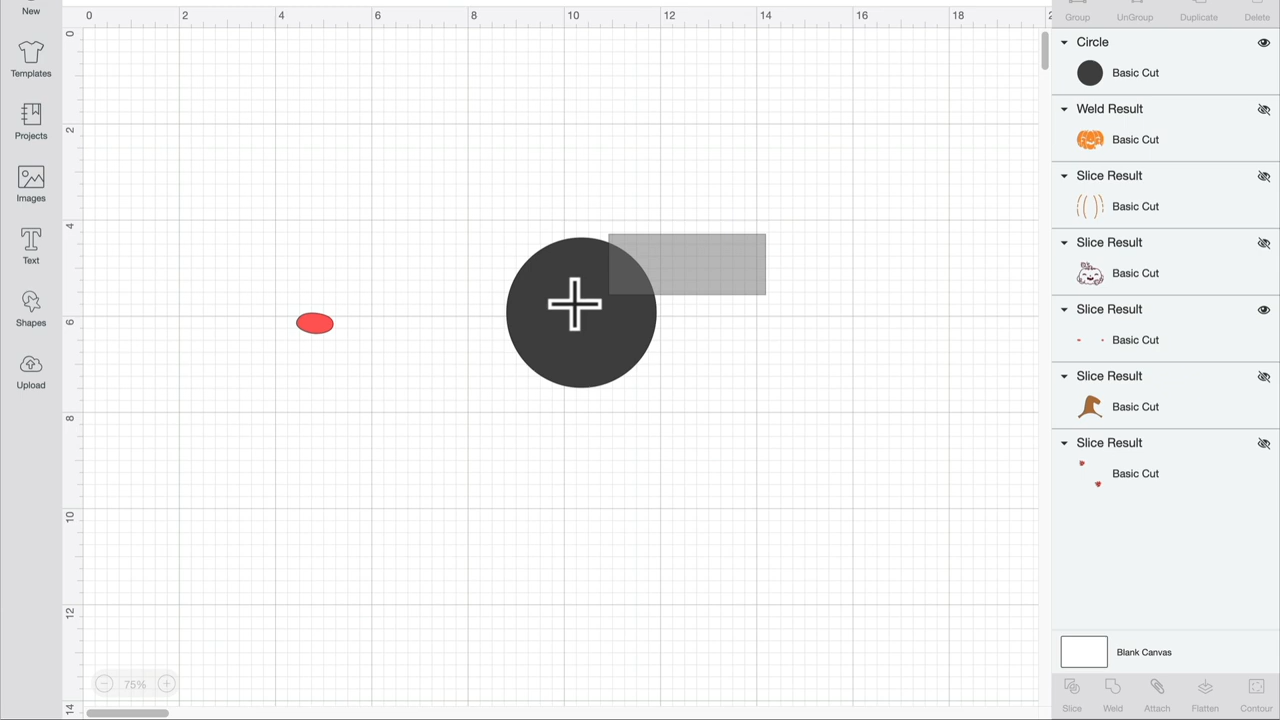 New
Templates
Projects
Images
Text
Shapes
Upload
0 2 4 6 8 10 12 14 16 18 2
0
2
4
6
8
10
12
14
75%
Group UnGroup Duplicate Delete
Circle
Basic Cut
Weld Result
Basic Cut
Slice Result
Basic Cut
Slice Result
Basic Cut
Slice Result
Basic Cut
Slice Result
Basic Cut
Slice Result
Basic Cut
Blank Canvas
Slice Weld Attach Flatten Contour